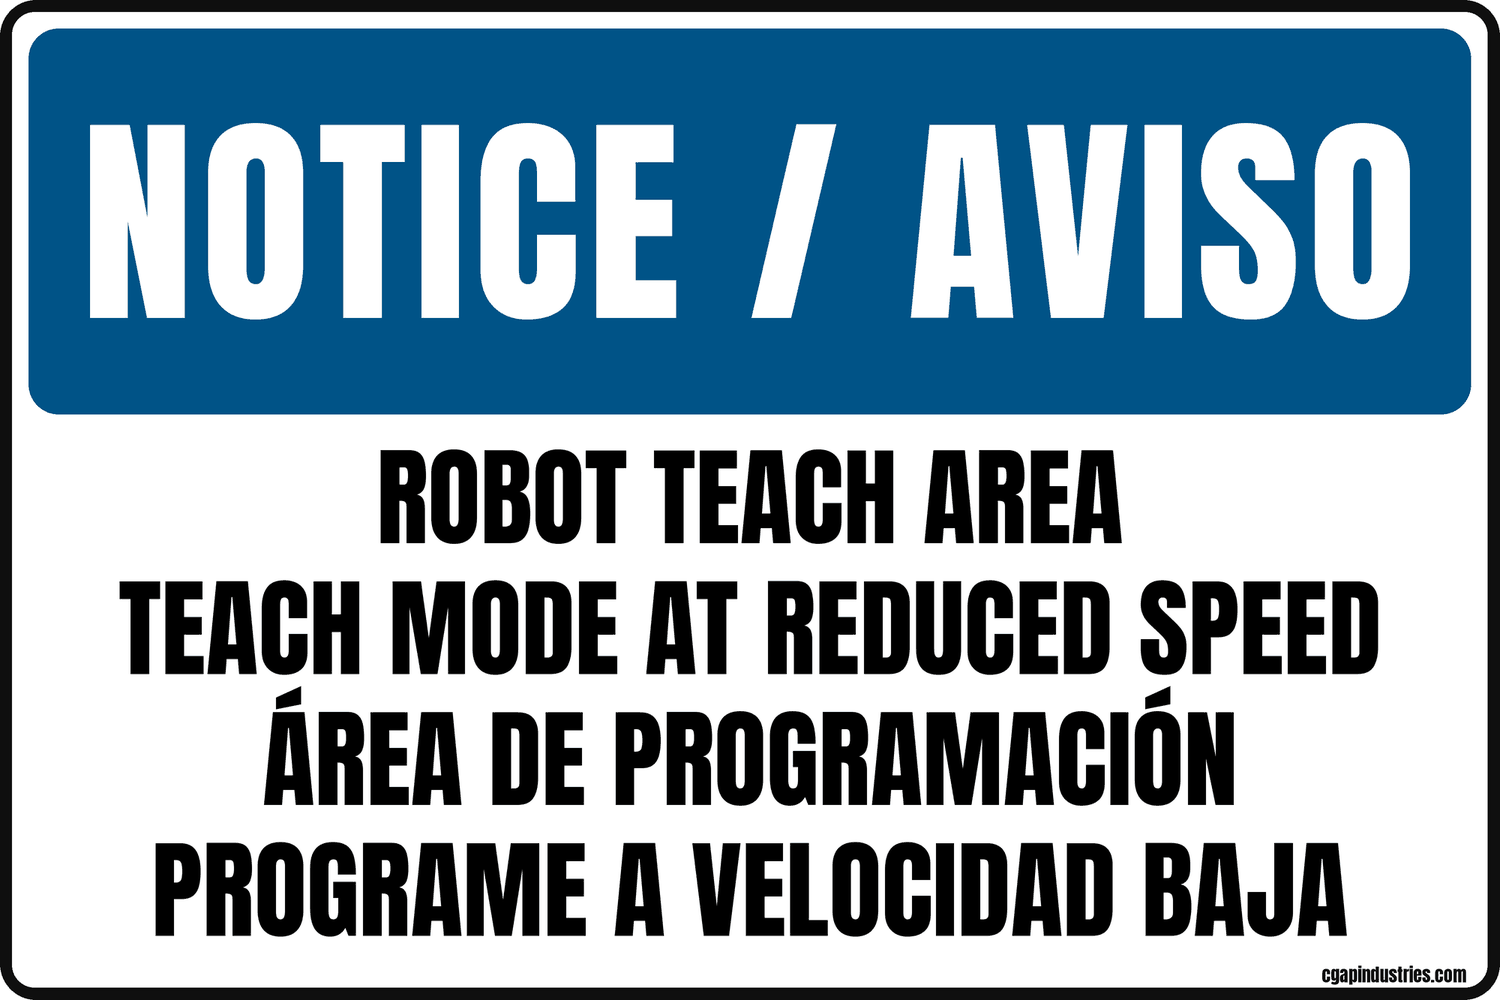 NOTICE / AVISO
ROBOT TEACH AREA
TEACH MODE AT REDUCED SPEED
ÁREA DE PROGRAMACIÓN
PROGRAME A VELOCIDAD BAJA
cgapindustries.com